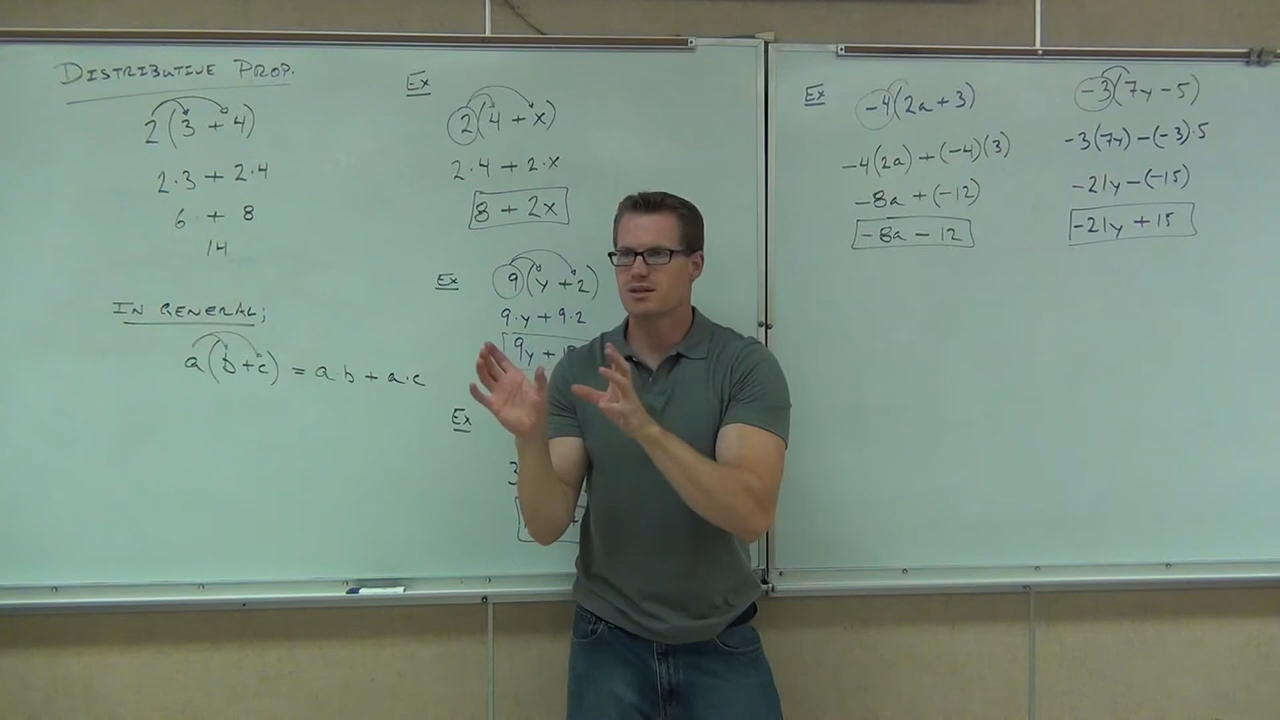 DISTRIBUTIVE PROP.
2(3 + 4)
2·3 + 2·4
6 + 8
14
IN GENERAL;
a(b+c) = ab + a·c
Ex
2(4 + x)
2·4 + 2·x
8 + 2x
Ex
9(y + 2)
9·y + 9·2
9y +
Ex
3
Ex
-4(2a + 3)
-4(2a) + (-4)(3)
-8a + (-12)
-8a - 12
-3(7y - 5)
-3(7y) - (-3)·5
-21y - (-15)
-21y + 15